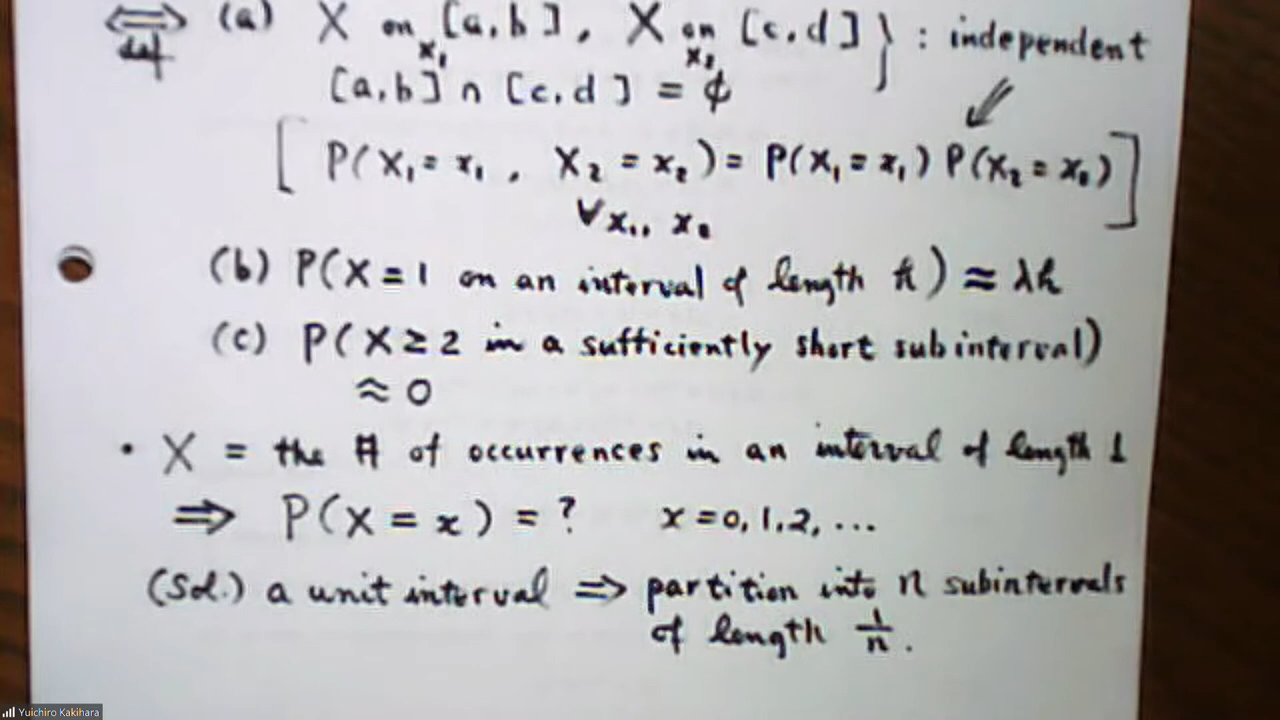 ⟺ (a) X on [a, b], X on [c, d] } : independent
def x₁ x₂
[a, b] ∩ [c, d] = ¢
[ P(X₁ = x₁, X₂ = x₂) = P(X₁ = x₁) P(X₂ = x₂) ]
∀ x₁, x₂
(b) P(X = 1 on an interval of length h) ≈ λh
(c) P(X ≥ 2 in a sufficiently short subinterval)
≈ 0
• X = the # of occurrences in an interval of length 1
⇒ P(X = x) = ? x = 0, 1, 2, ...
(Sol.) a unit interval ⇒ partition into n subintervals
of length 1/n.
Yuichiro Kakihara